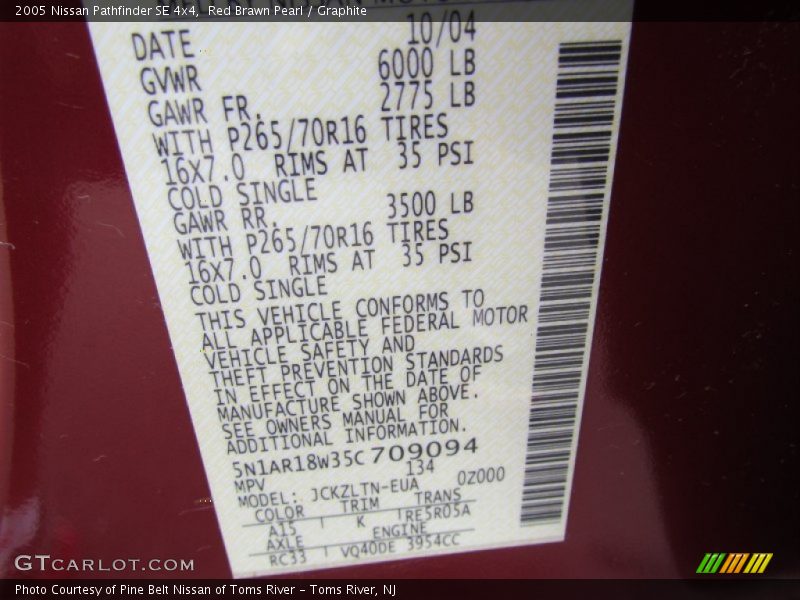 2005 Nissan Pathfinder SE 4x4, Red Brawn Pearl / Graphite
DATE 10/04
GVWR 6000 LB
GAWR FR. 2775 LB
WITH P265/70R16 TIRES
16X7.0 RIMS AT 35 PSI
COLD SINGLE
GAWR RR. 3500 LB
WITH P265/70R16 TIRES
16X7.0 RIMS AT 35 PSI
COLD SINGLE
THIS VEHICLE CONFORMS TO
ALL APPLICABLE FEDERAL MOTOR
VEHICLE SAFETY AND
THEFT PREVENTION STANDARDS
IN EFFECT ON THE DATE OF
MANUFACTURE SHOWN ABOVE.
SEE OWNERS MANUAL FOR
ADDITIONAL INFORMATION.
5N1AR18W35C709094
MPV 134 0Z000
MODEL: JCKZLTN-EUA
COLOR TRIM TRANS
A15 K RE5R05A
AXLE ENGINE
RC33 VQ40DE 3954CC
GTCARLOT.COM
Photo Courtesy of Pine Belt Nissan of Toms River – Toms River, NJ